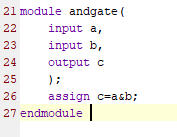 21 module andgate(
22 input a,
23 input b,
24 output c
25 );
26 assign c=a&b;
27 endmodule